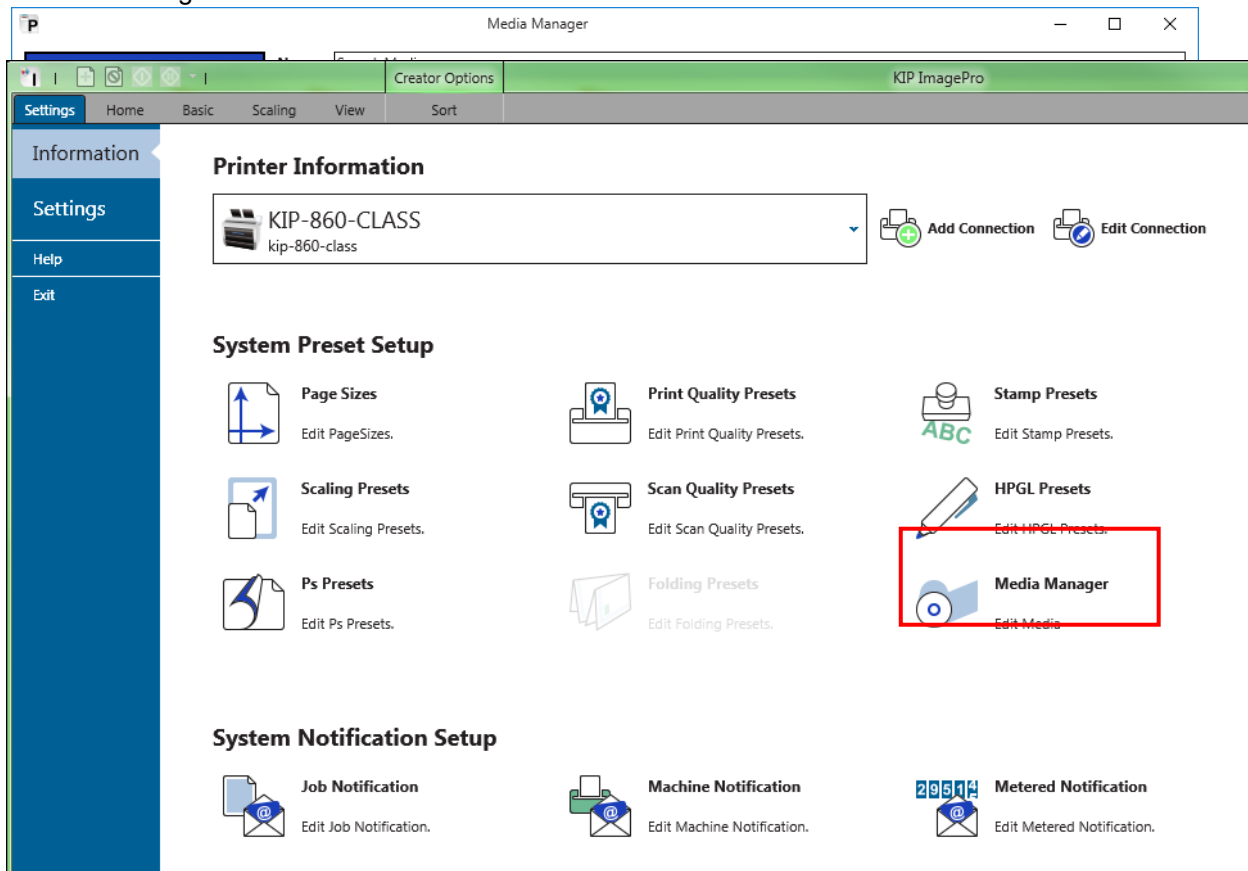 P Media Manager
Creator Options KIP ImagePro
Settings Home Basic Scaling View Sort
Information
Settings
Help
Exit
Printer Information
KIP-860-CLASS
kip-860-class
Add Connection Edit Connection
System Preset Setup
Page Sizes Print Quality Presets Stamp Presets
Edit PageSizes. Edit Print Quality Presets. ABC Edit Stamp Presets.
Scaling Presets Scan Quality Presets HPGL Presets
Edit Scaling Presets. Edit Scan Quality Presets. Edit HPGL Presets.
Ps Presets Folding Presets Media Manager
Edit Ps Presets. Edit Folding Presets. Edit Media
System Notification Setup
Job Notification Machine Notification Metered Notification
Edit Job Notification. Edit Machine Notification. Edit Metered Notification.